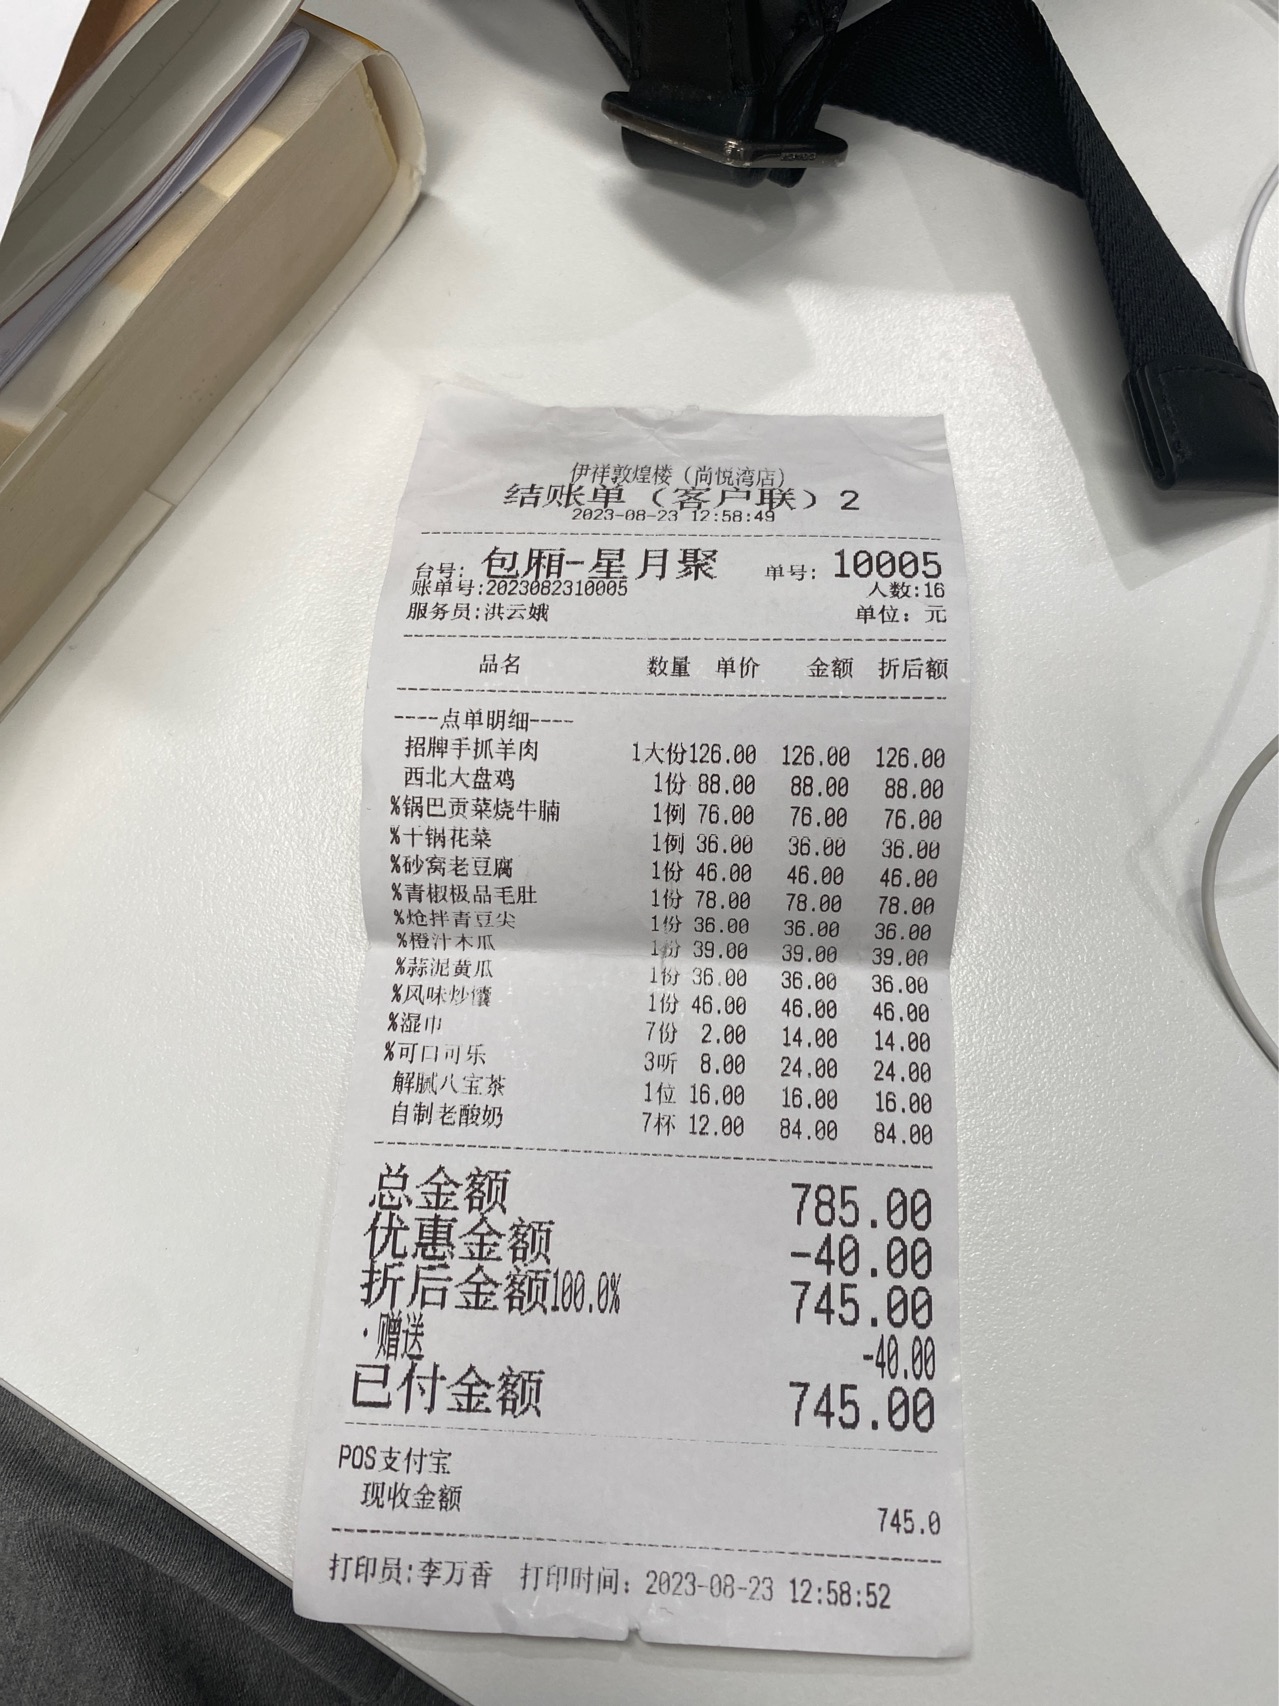 伊祥敦煌楼（尚悦湾店）
结账单（客户联）2
2023-08-23 12:58:49
台号: 包厢-星月聚 单号: 10005
账单号:2023082310005 人数:16
服务员:洪云娥 单位: 元
品名 数量 单价 金额 折后额
----点单明细----
招牌手抓羊肉 1大份126.00 126.00 126.00
西北大盘鸡 1份 88.00 88.00 88.00
%锅巴贡菜烧牛腩 1例 76.00 76.00 76.00
%干锅花菜 1例 36.00 36.00 36.00
%砂窝老豆腐 1份 46.00 46.00 46.00
%青椒极品毛肚 1份 78.00 78.00 78.00
%炝拌青豆尖 1份 36.00 36.00 36.00
%橙汁木瓜 1份 39.00 39.00 39.00
%蒜泥黄瓜 1份 36.00 36.00 36.00
%风味炒馕 1份 46.00 46.00 46.00
%湿巾 7份 2.00 14.00 14.00
%可口可乐 3听 8.00 24.00 24.00
解腻八宝茶 1位 16.00 16.00 16.00
自制老酸奶 7杯 12.00 84.00 84.00
总金额 785.00
优惠金额 -40.00
折后金额100.0% 745.00
·赠送 -40.00
已付金额 745.00
POS支付宝
现收金额 745.0
打印员:李万香 打印时间: 2023-08-23 12:58:52